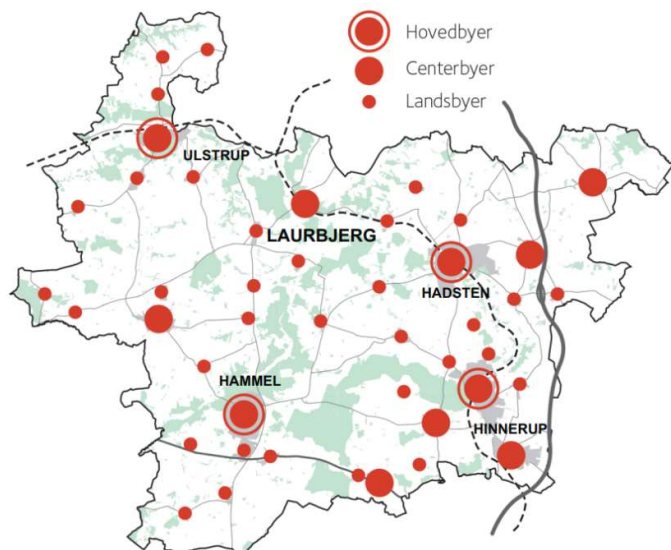 Hovedbyer
Centerbyer
Landsbyer
ULSTRUP
LAURBJERG
HADSTEN
HAMMEL
HINNERUP